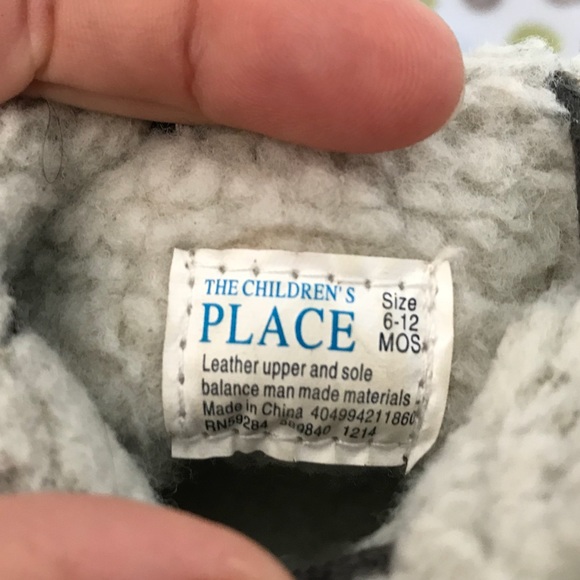 THE CHILDREN'S
PLACE
Size
6-12
MOS
Leather upper and sole
balance man made materials
Made in China 404994211860
RN59284 1214